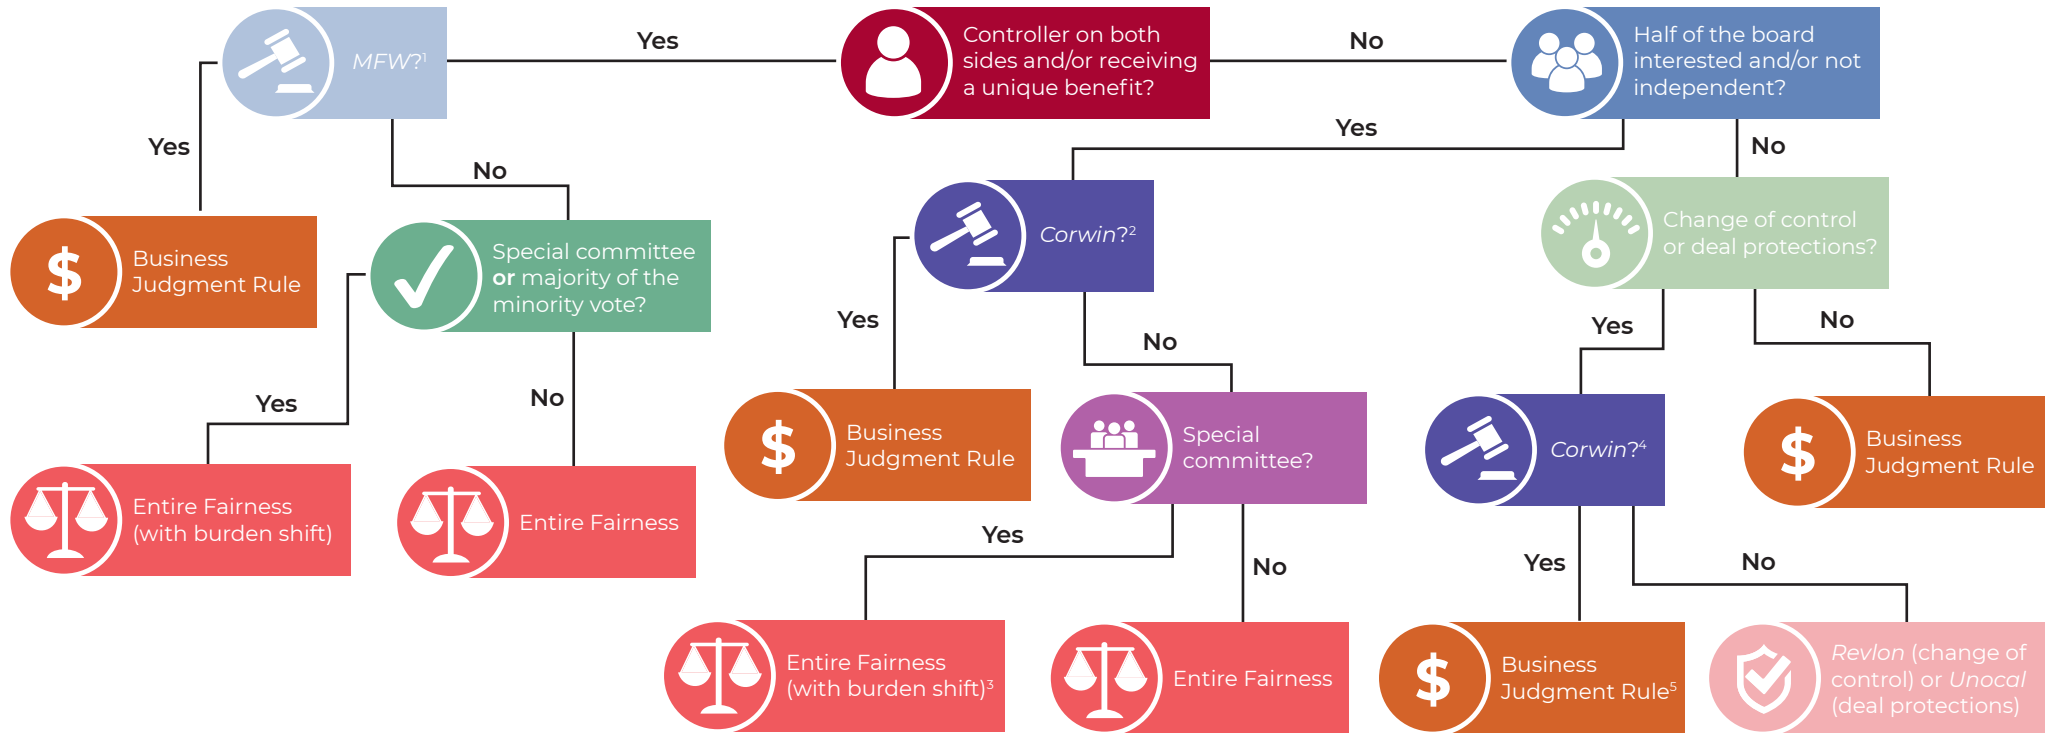 MFW?¹
Yes
Controller on both
sides and/or receiving
a unique benefit?
No
Half of the board
interested and/or not
independent?
Yes
No
Yes
No
Business
Judgment Rule
Special committee
or majority of the
minority vote?
Corwin?²
Change of control
or deal protections?
Yes
No
Yes
No
Yes
No
Entire Fairness
(with burden shift)
Entire Fairness
Business
Judgment Rule
Special
committee?
Corwin?⁴
Business
Judgment Rule
Yes
No
Yes
No
Entire Fairness
(with burden shift)³
Entire Fairness
Business
Judgment Rule⁵
Revlon (change of
control) or Unocal
(deal protections)